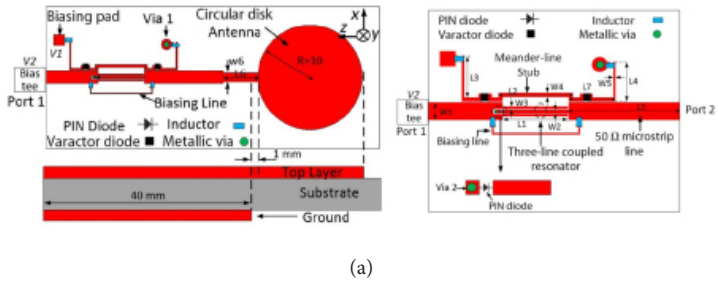 Biasing pad
Via 1
Circular disk
Antenna
x
z
y
V2
V1
R=10
Bias
tee
W6
L6
Port 1
Biasing Line
PIN Diode
Inductor
Varactor diode
Metallic via
1 mm
Top Layer
40 mm
Substrate
Ground
PIN diode
Inductor
Varactor diode
Metallic via
Meander-line
Stub
L3
L2
W4
L7
W5
L4
V2
Bias
tee
W3
L1
W2
Port 2
Port 1
Biasing line
Three-line coupled
resonator
50 Ω microstrip
line
Via 2
PIN diode
(a)